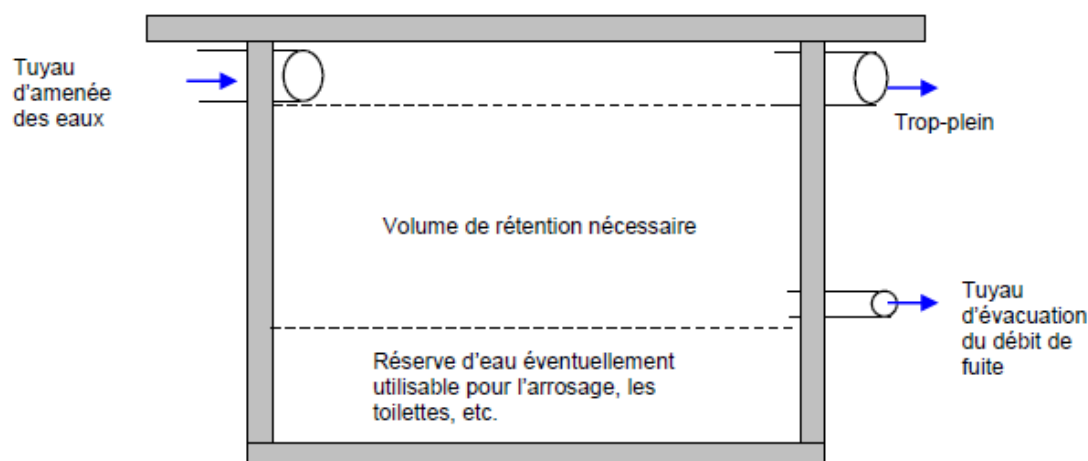 Tuyau
d'amenée
des eaux
Trop-plein
Volume de rétention nécessaire
Tuyau
d'évacuation
du débit de
fuite
Réserve d'eau éventuellement
utilisable pour l'arrosage, les
toilettes, etc.